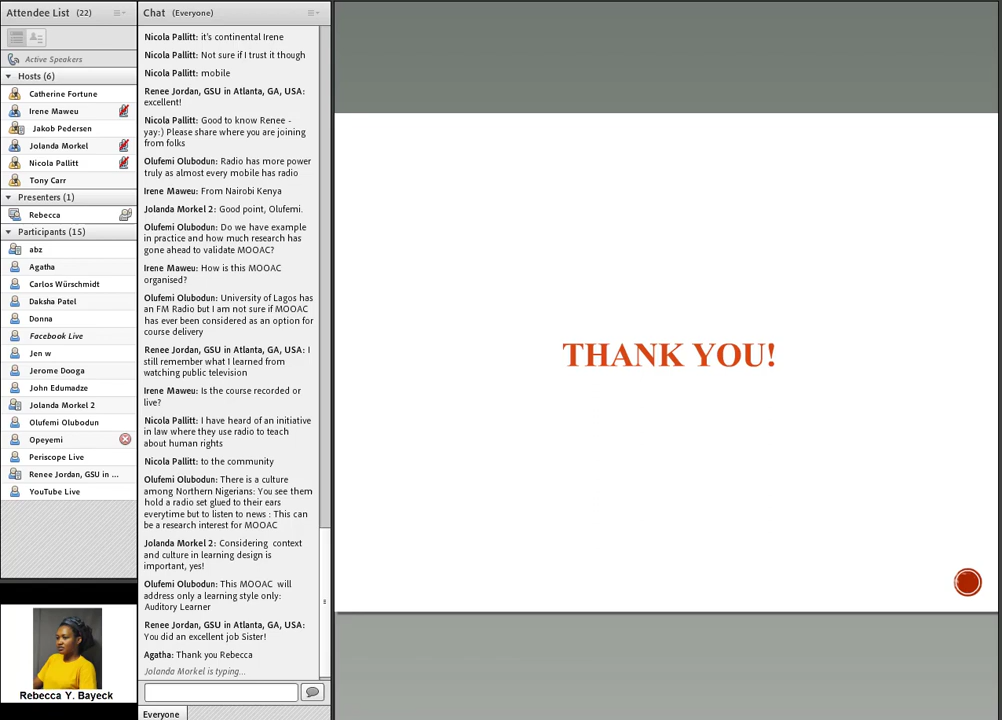 Attendee List (22)
Active Speakers
Hosts (6)
Catherine Fortune
Irene Maweu
Jakob Pedersen
Jolanda Morkel
Nicola Pallitt
Tony Carr
Presenters (1)
Rebecca
Participants (15)
abz
Agatha
Carlos Würschmidt
Daksha Patel
Donna
Facebook Live
Jen w
Jerome Dooga
John Edumadze
Jolanda Morkel 2
Olufemi Olubodun
Opeyemi
Periscope Live
Renee Jordan, GSU in ...
YouTube Live
Rebecca Y. Bayeck
Chat (Everyone)
Nicola Pallitt: it's continental Irene
Nicola Pallitt: Not sure if I trust it though
Nicola Pallitt: mobile
Renee Jordan, GSU in Atlanta, GA, USA:
excellent!
Nicola Pallitt: Good to know Renee -
yay:) Please share where you are joining
from folks
Olufemi Olubodun: Radio has more power
truly as almost every mobile has radio
Irene Maweu: From Nairobi Kenya
Jolanda Morkel 2: Good point, Olufemi.
Olufemi Olubodun: Do we have example
in practice and how much research has
gone ahead to validate MOOAC?
Irene Maweu: How is this MOOAC
organised?
Olufemi Olubodun: University of Lagos has
an FM Radio but I am not sure if MOOAC
has ever been considered as an option for
course delivery
Renee Jordan, GSU in Atlanta, GA, USA: I
still remember what I learned from
watching public television
Irene Maweu: Is the course recorded or
live?
Nicola Pallitt: I have heard of an initiative
in law where they use radio to teach
about human rights
Nicola Pallitt: to the community
Olufemi Olubodun: There is a culture
among Northern Nigerians: You see them
hold a radio set glued to their ears
everytime but to listen to news : This can
be a research interest for MOOAC
Jolanda Morkel 2: Considering context
and culture in learning design is
important, yes!
Olufemi Olubodun: This MOOAC will
address only a learning style only:
Auditory Learner
Renee Jordan, GSU in Atlanta, GA, USA:
You did an excellent job Sister!
Agatha: Thank you Rebecca
Jolanda Morkel is typing...
Everyone
THANK YOU!